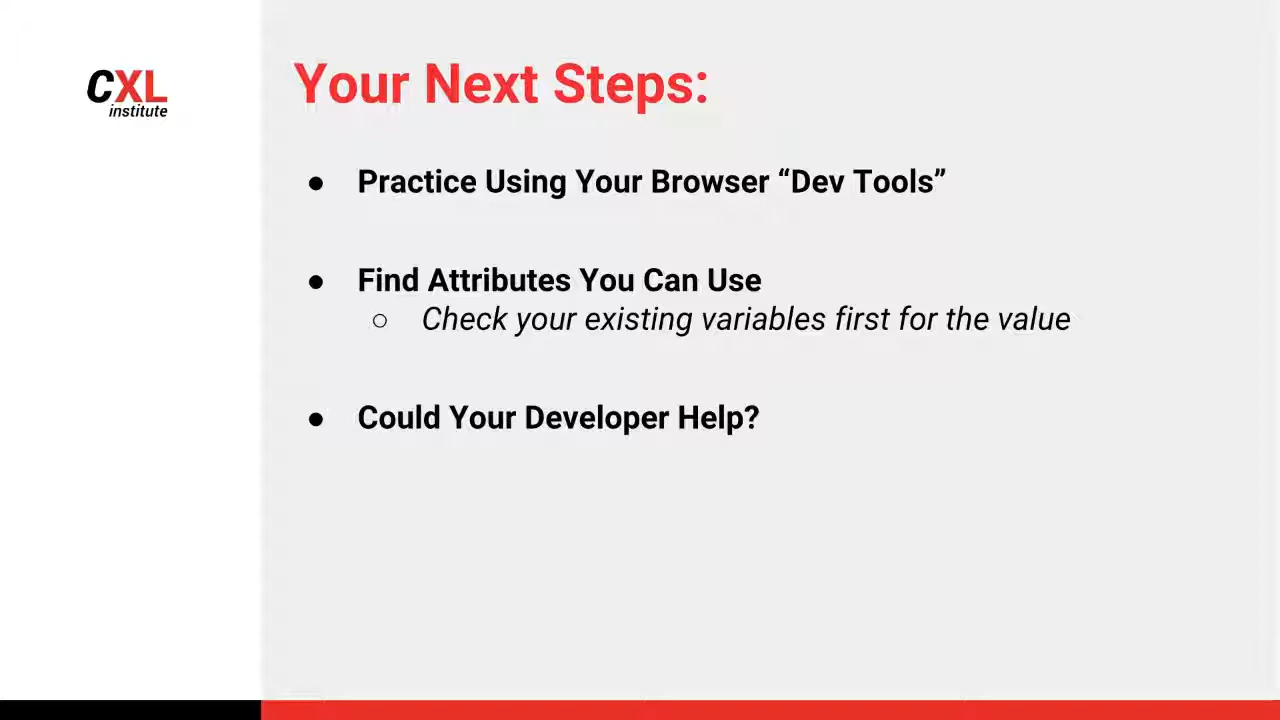 CXL
institute
Your Next Steps:
● Practice Using Your Browser “Dev Tools”
● Find Attributes You Can Use
○ Check your existing variables first for the value
● Could Your Developer Help?